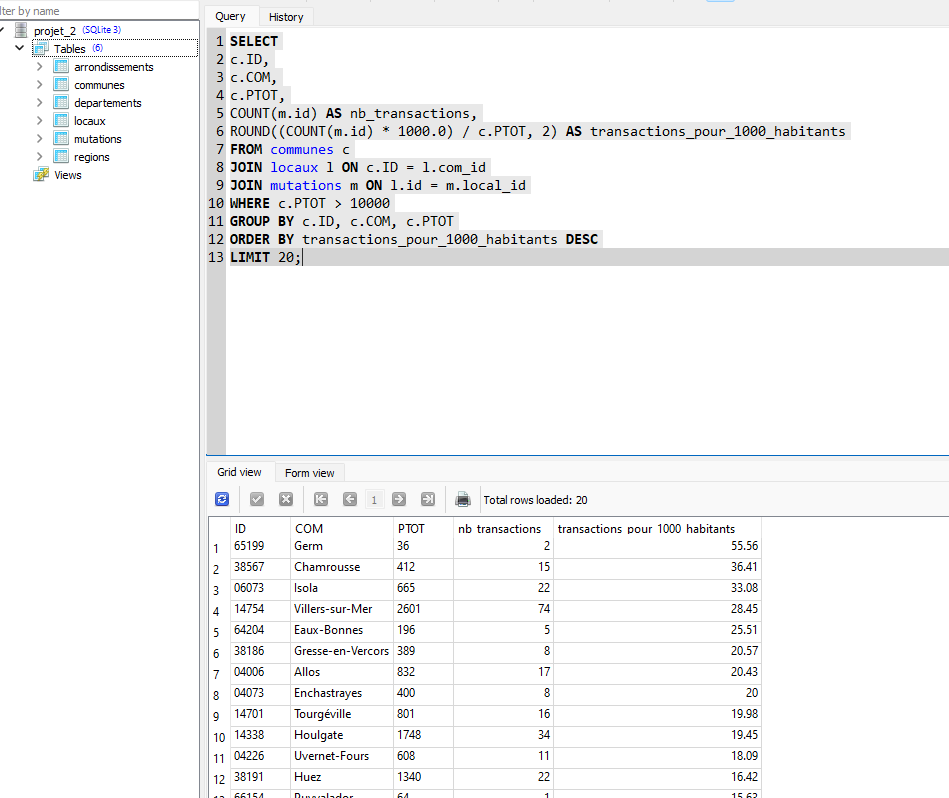 lter by name
projet_2 (SQLite 3)
Tables (6)
arrondissements
communes
departements
locaux
mutations
regions
Views
Query History
1 SELECT
2 c.ID,
3 c.COM,
4 c.PTOT,
5 COUNT(m.id) AS nb_transactions,
6 ROUND((COUNT(m.id) * 1000.0) / c.PTOT, 2) AS transactions_pour_1000_habitants
7 FROM communes c
8 JOIN locaux l ON c.ID = l.com_id
9 JOIN mutations m ON l.id = m.local_id
10 WHERE c.PTOT > 10000
11 GROUP BY c.ID, c.COM, c.PTOT
12 ORDER BY transactions_pour_1000_habitants DESC
13 LIMIT 20;
Grid view Form view
1 Total rows loaded: 20
ID COM PTOT nb transactions transactions pour 1000 habitants
1 65199 Germ 36 2 55.56
2 38567 Chamrousse 412 15 36.41
3 06073 Isola 665 22 33.08
4 14754 Villers-sur-Mer 2601 74 28.45
5 64204 Eaux-Bonnes 196 5 25.51
6 38186 Gresse-en-Vercors 389 8 20.57
7 04006 Allos 832 17 20.43
8 04073 Enchastrayes 400 8 20
9 14701 Tourgéville 801 16 19.98
10 14338 Houlgate 1748 34 19.45
11 04226 Uvernet-Fours 608 11 18.09
12 38191 Huez 1340 22 16.42
13 66154 Puyvalador 64 1 15.63